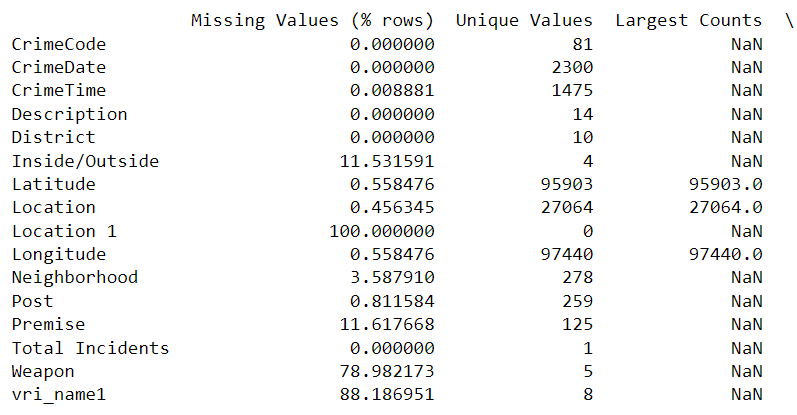 Missing Values (% rows)  Unique Values  Largest Counts  \
CrimeCode                      0.000000             81             NaN
CrimeDate                      0.000000           2300             NaN
CrimeTime                      0.008881           1475             NaN
Description                    0.000000             14             NaN
District                       0.000000             10             NaN
Inside/Outside                11.531591              4             NaN
Latitude                       0.558476          95903         95903.0
Location                       0.456345          27064         27064.0
Location 1                   100.000000              0             NaN
Longitude                      0.558476          97440         97440.0
Neighborhood                   3.587910            278             NaN
Post                           0.811584            259             NaN
Premise                       11.617668            125             NaN
Total Incidents                0.000000              1             NaN
Weapon                        78.982173              5             NaN
vri_name1                     88.186951              8             NaN